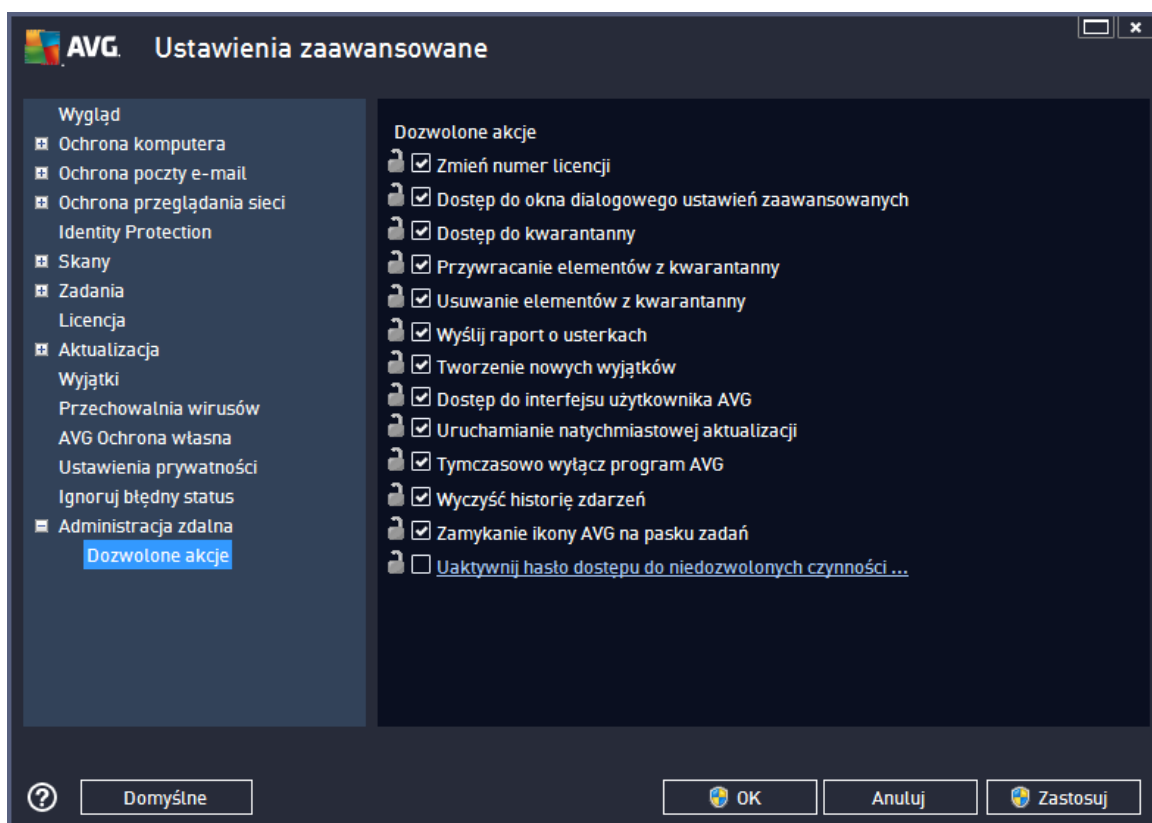 AVG. Ustawienia zaawansowane
Wygląd
Ochrona komputera
Ochrona poczty e-mail
Ochrona przeglądania sieci
Identity Protection
Skany
Zadania
Licencja
Aktualizacja
Wyjątki
Przechowalnia wirusów
AVG Ochrona własna
Ustawienia prywatności
Ignoruj błędny status
Administracja zdalna
Dozwolone akcje
Dozwolone akcje
Zmień numer licencji
Dostęp do okna dialogowego ustawień zaawansowanych
Dostęp do kwarantanny
Przywracanie elementów z kwarantanny
Usuwanie elementów z kwarantanny
Wyślij raport o usterkach
Tworzenie nowych wyjątków
Dostęp do interfejsu użytkownika AVG
Uruchamianie natychmiastowej aktualizacji
Tymczasowo wyłącz program AVG
Wyczyść historię zdarzeń
Zamykanie ikony AVG na pasku zadań
Uaktywnij hasło dostępu do niedozwolonych czynności ...
? Domyślne OK Anuluj Zastosuj